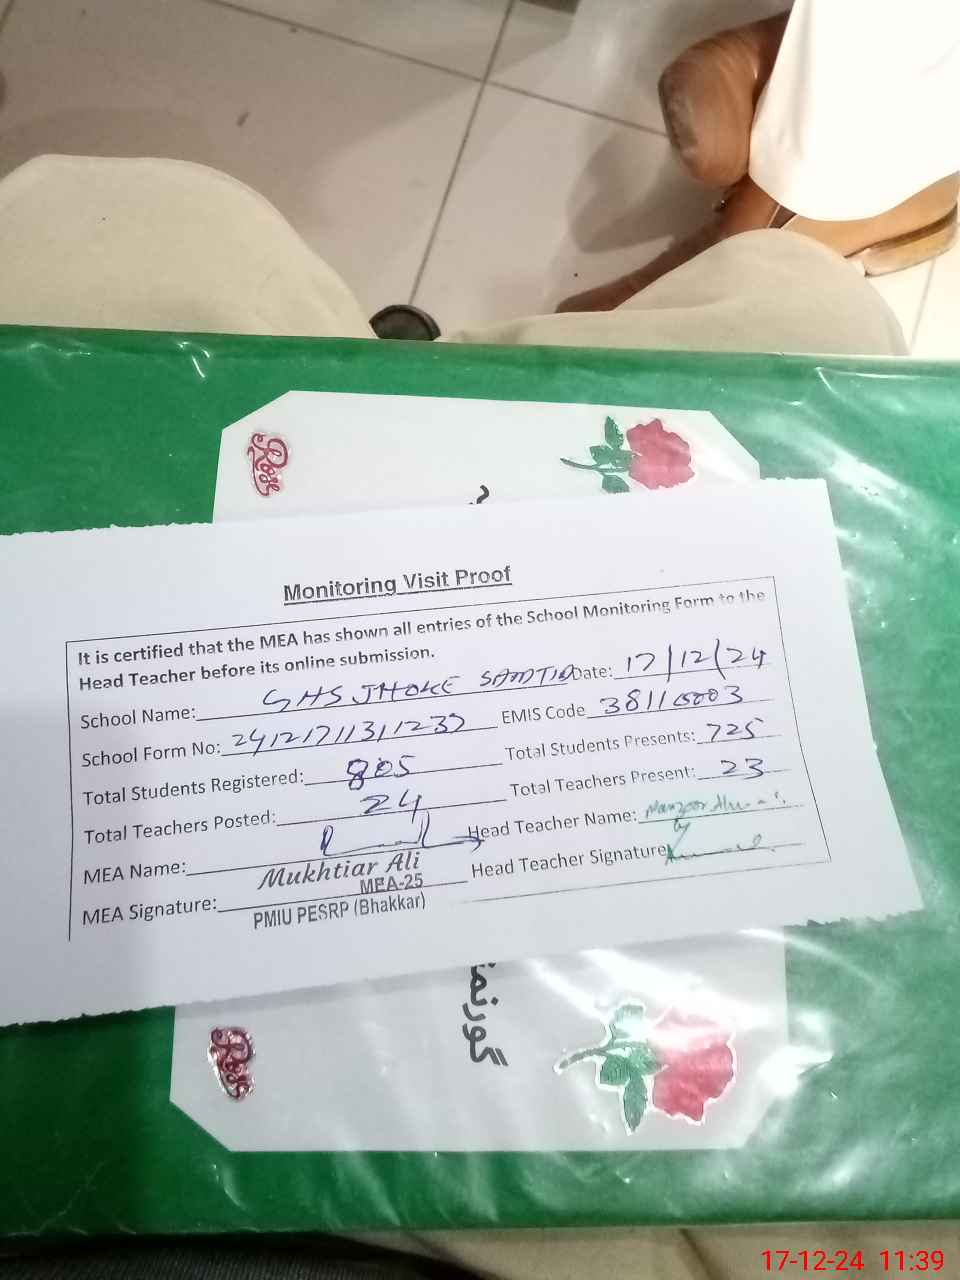 Rose
Monitoring Visit Proof
It is certified that the MEA has shown all entries of the School Monitoring Form to the
Head Teacher before its online submission.
School Name: GHS JHOKE Date: 17/12/24
School Form No: EMIS Code
Total Students Registered: 805 Total Students Presents: 725
Total Teachers Posted: 24 Total Teachers Present: 23
MEA Name: Head Teacher Name: Manzoor
Mukhtiar Ali
MEA-25
MEA Signature: Head Teacher Signature
PMIU PESRP (Bhakkar)
Rose
17-12-24 11:39